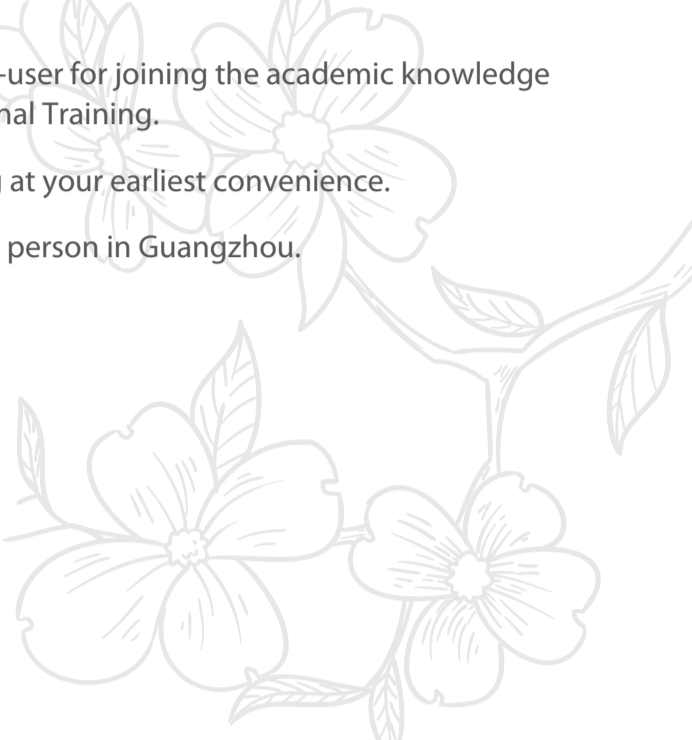 -user for joining the academic knowledge
nal Training.
at your earliest convenience.
person in Guangzhou.